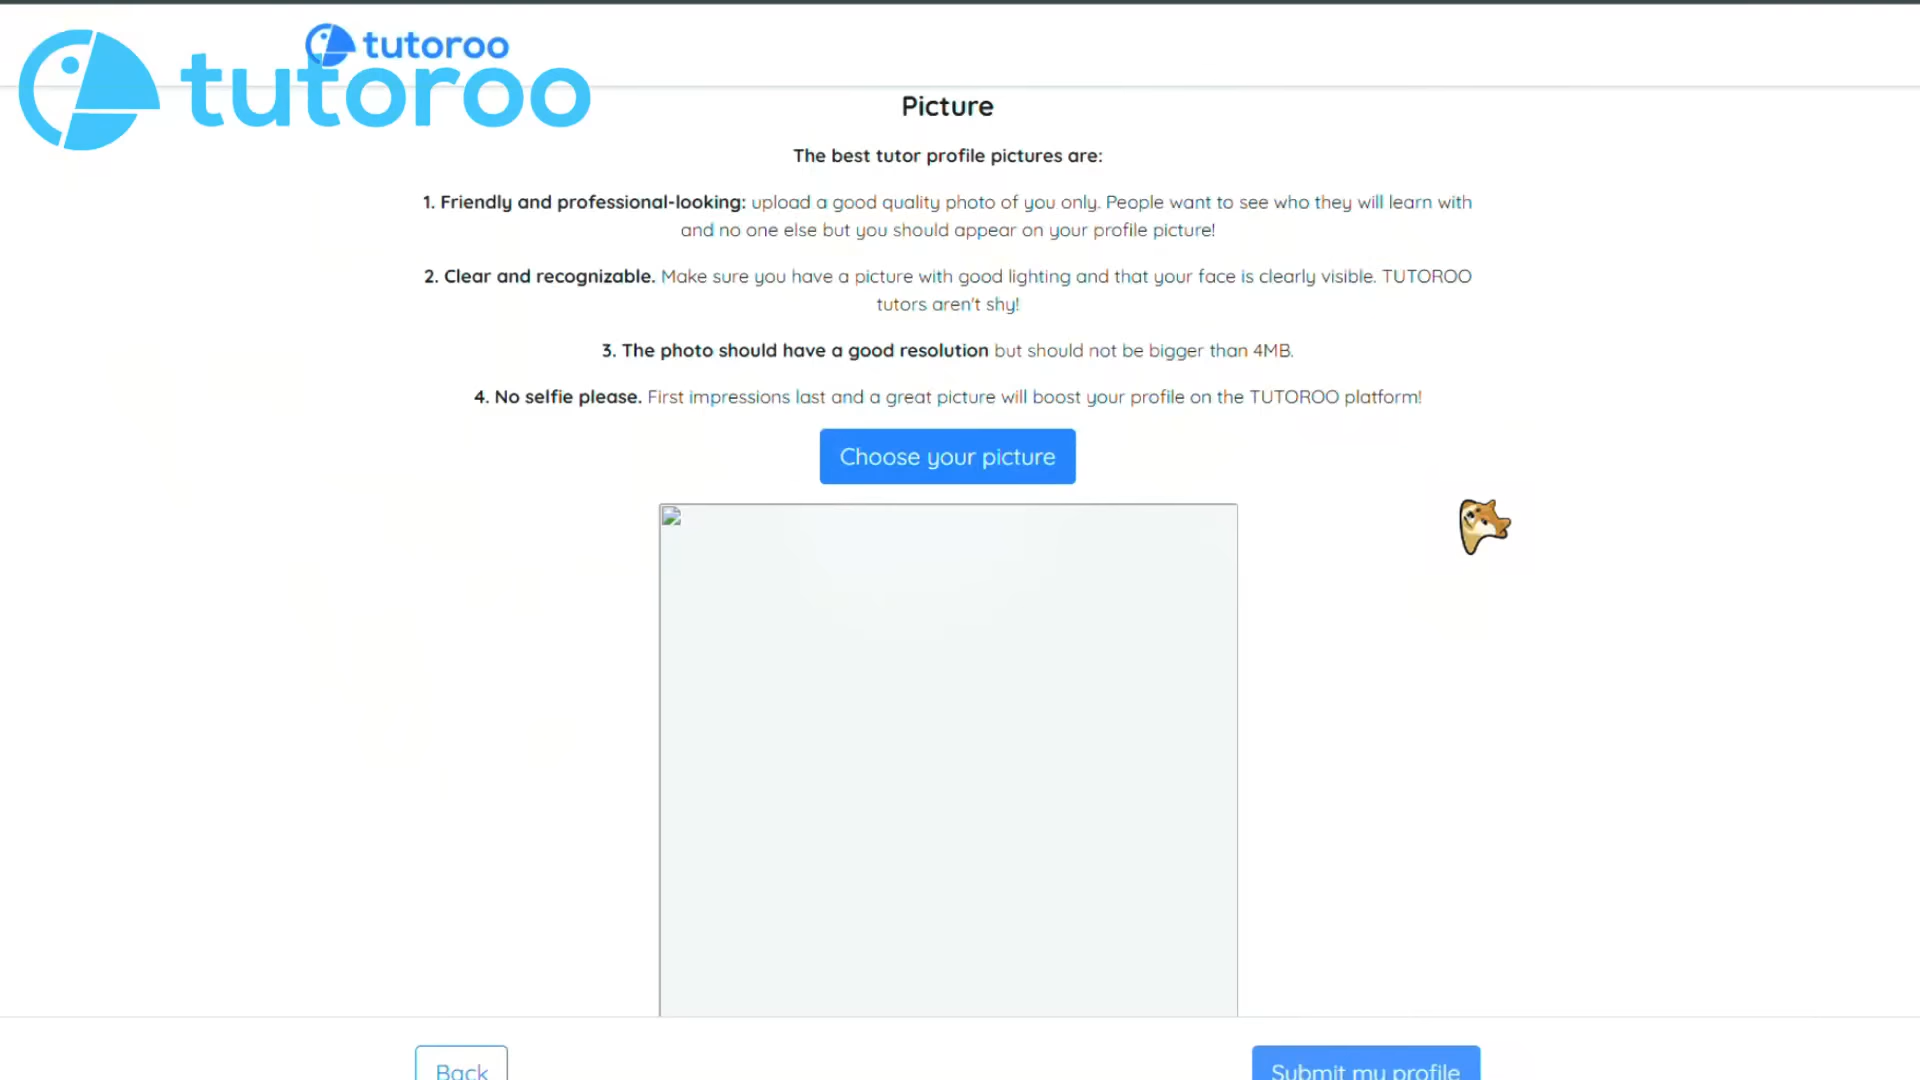 tutoroo
tutoroo
Picture
The best tutor profile pictures are:
1. Friendly and professional-looking: upload a good quality photo of you only. People want to see who they will learn with
and no one else but you should appear on your profile picture!
2. Clear and recognizable. Make sure you have a picture with good lighting and that your face is clearly visible. TUTOROO
tutors aren't shy!
3. The photo should have a good resolution but should not be bigger than 4MB.
4. No selfie please. First impressions last and a great picture will boost your profile on the TUTOROO platform!
Choose your picture
Back
Submit my profile